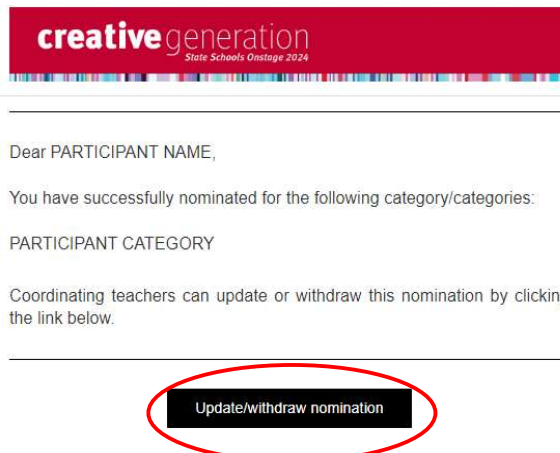 creative generation
State Schools Onstage 2024
Dear PARTICIPANT NAME,
You have successfully nominated for the following category/categories:
PARTICIPANT CATEGORY
Coordinating teachers can update or withdraw this nomination by clickin
the link below.
Update/withdraw nomination